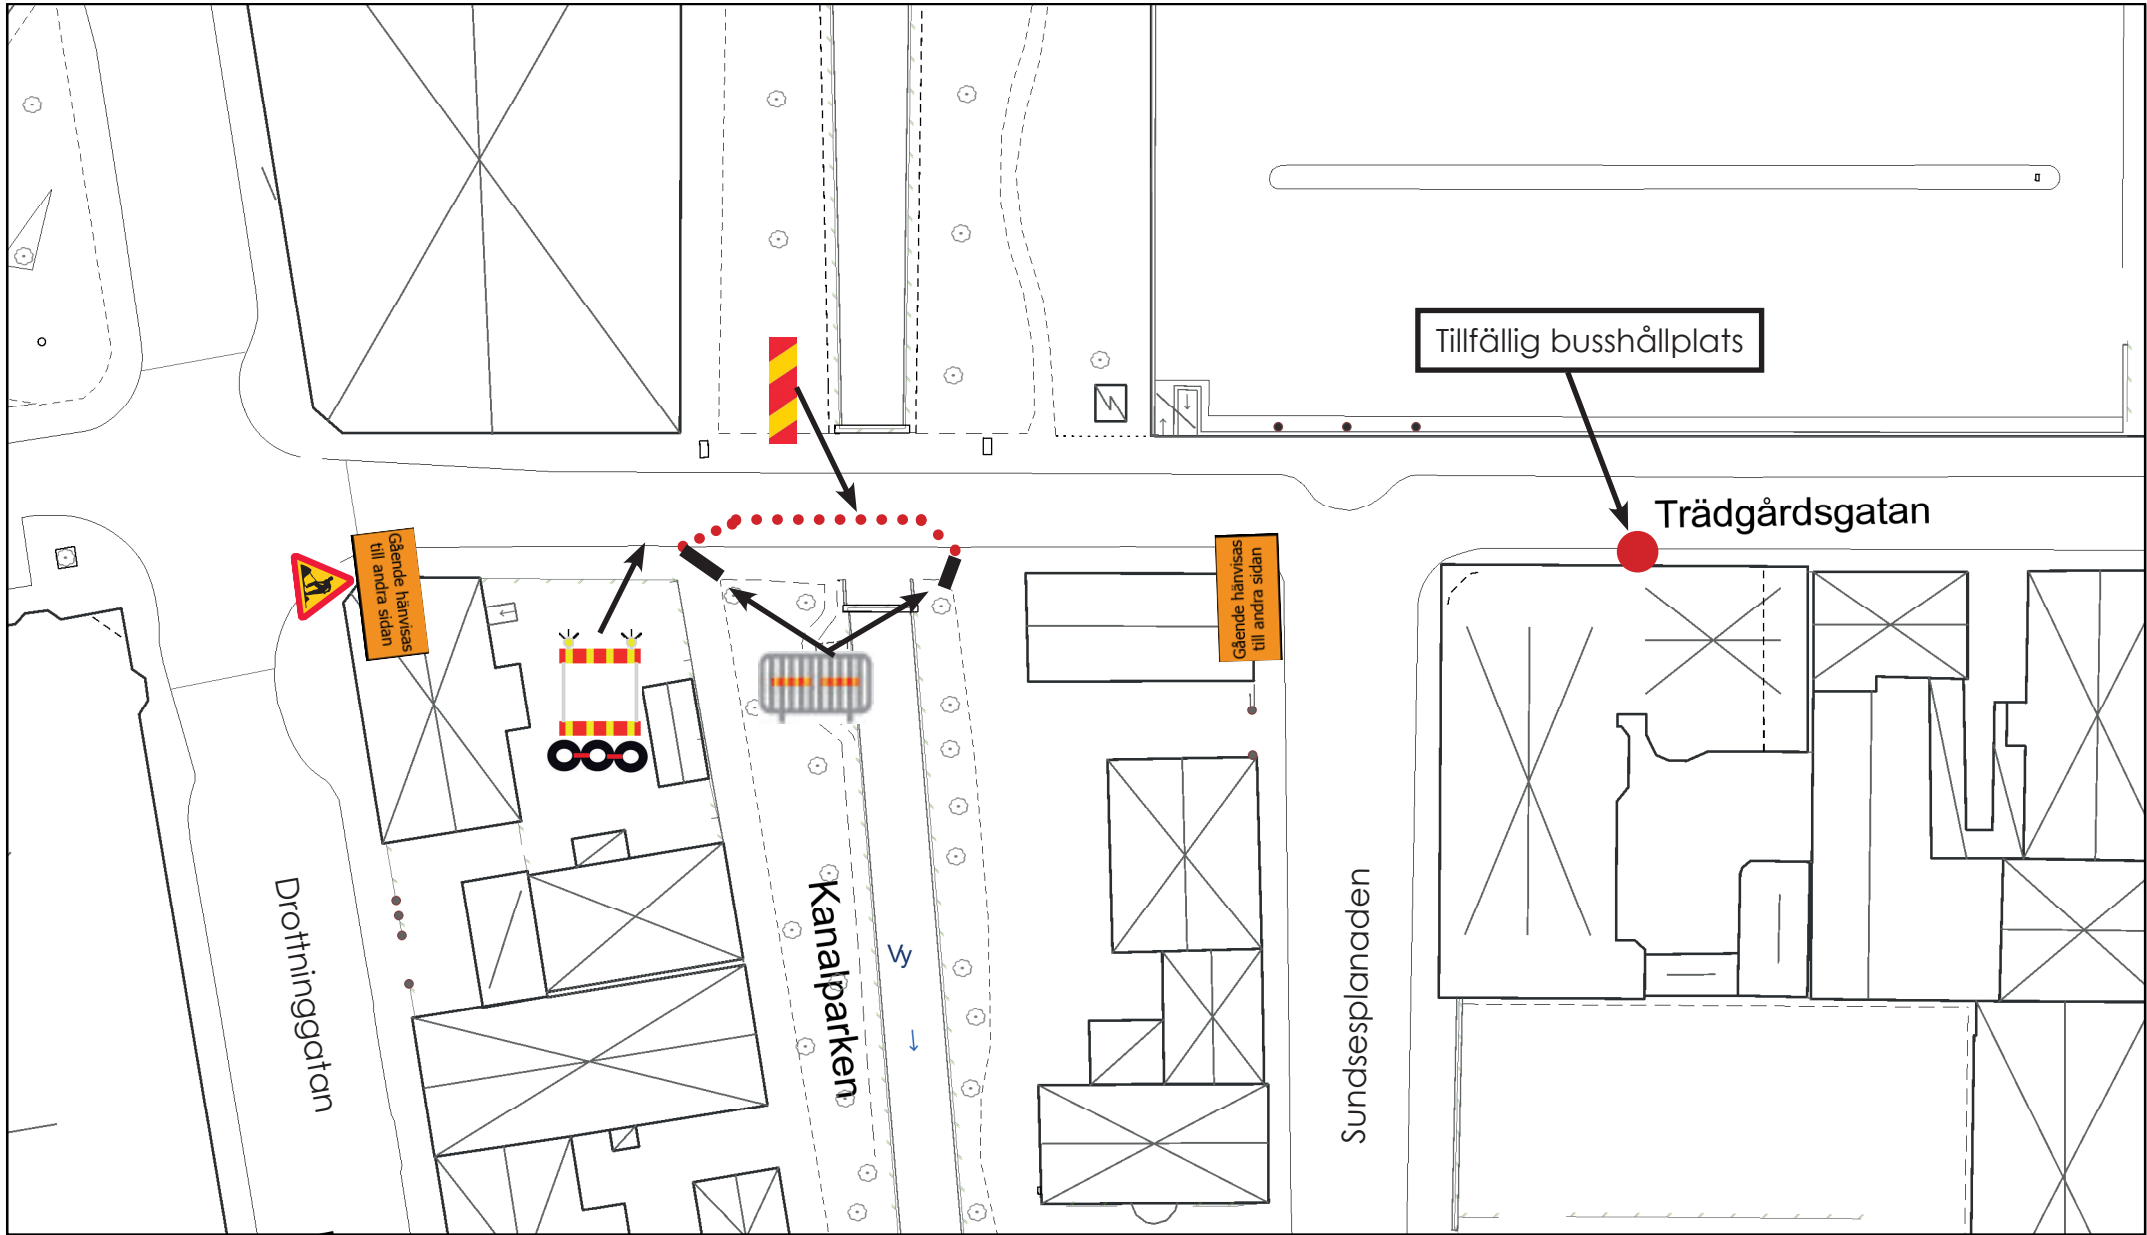 Tillfällig busshållplats
Trädgårdsgatan
Gående hänvisas
till andra sidan
Gående hänvisas
till andra sidan
Drottninggatan
Kanalparken
Vy
Sundsesplanaden